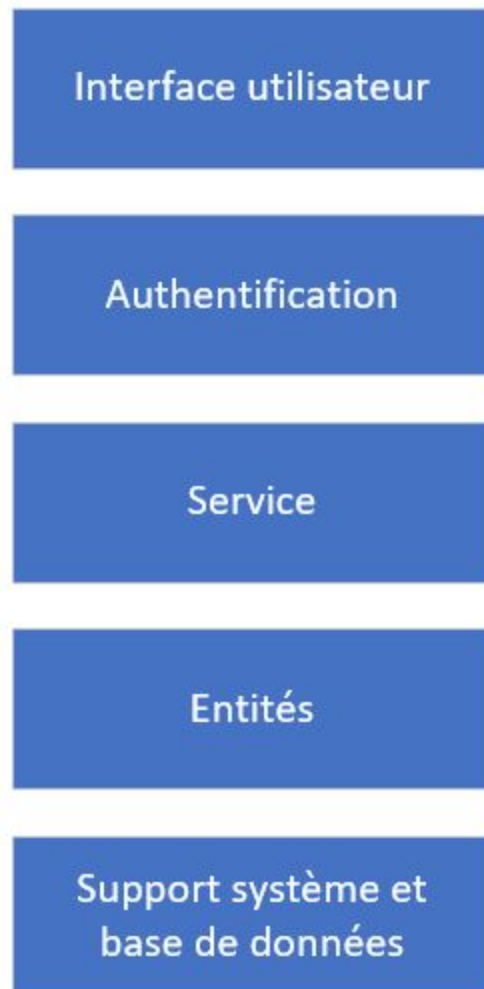 Interface utilisateur
Authentification
Service
Entités
Support système et
base de données